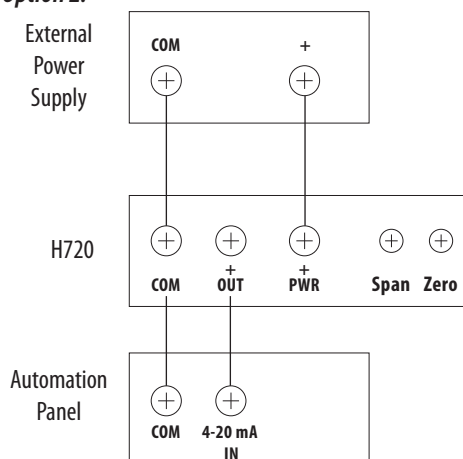 Option 2:
External
Power
Supply
COM +
H720
COM + OUT + PWR Span Zero
Automation
Panel
COM 4-20 mA
IN